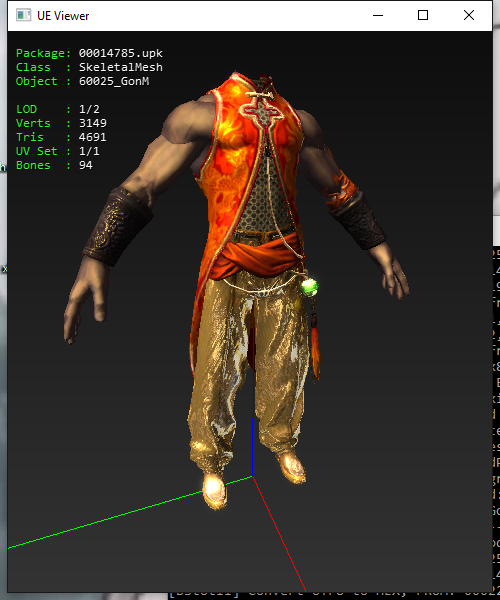 UE Viewer
Package: 00014785.upk
Class : SkeletalMesh
Object : 60025_GonM
LOD : 1/2
Verts : 3149
Tris : 4691
UV Set : 1/1
Bones : 94